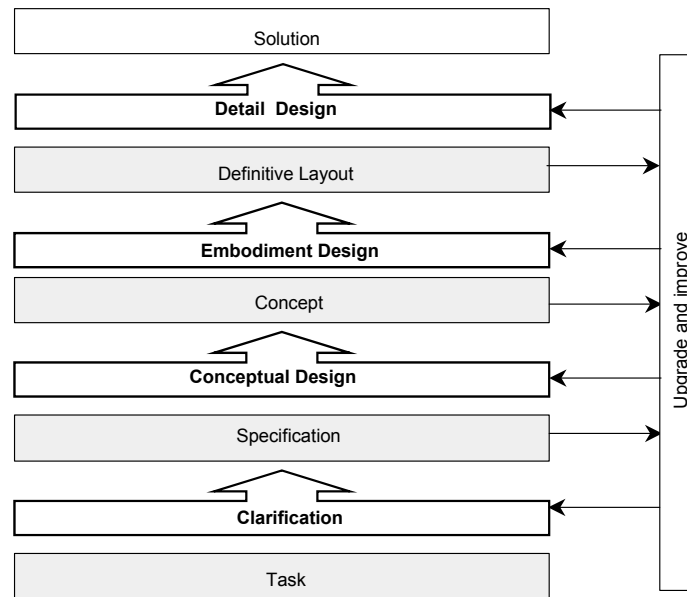 Solution
Detail Design
Definitive Layout
Embodiment Design
Concept
Conceptual Design
Specification
Clarification
Task
Upgrade and improve